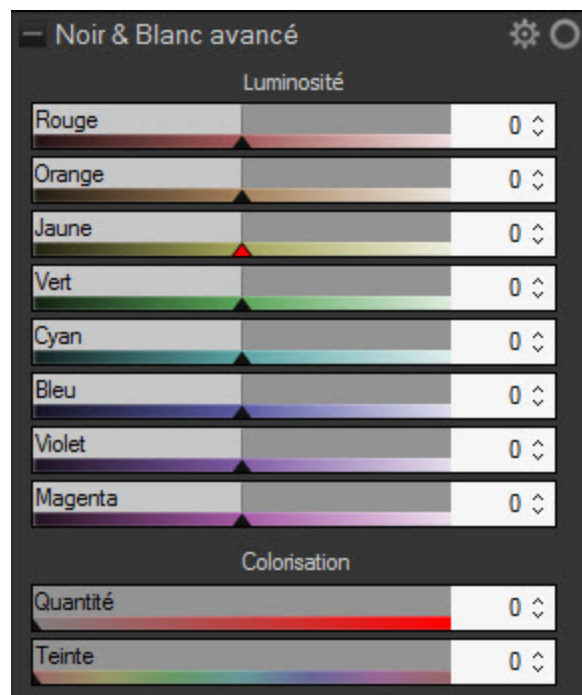 Noir & Blanc avancé
Luminosité
Rouge 0
Orange 0
Jaune 0
Vert 0
Cyan 0
Bleu 0
Violet 0
Magenta 0
Colorisation
Quantité 0
Teinte 0